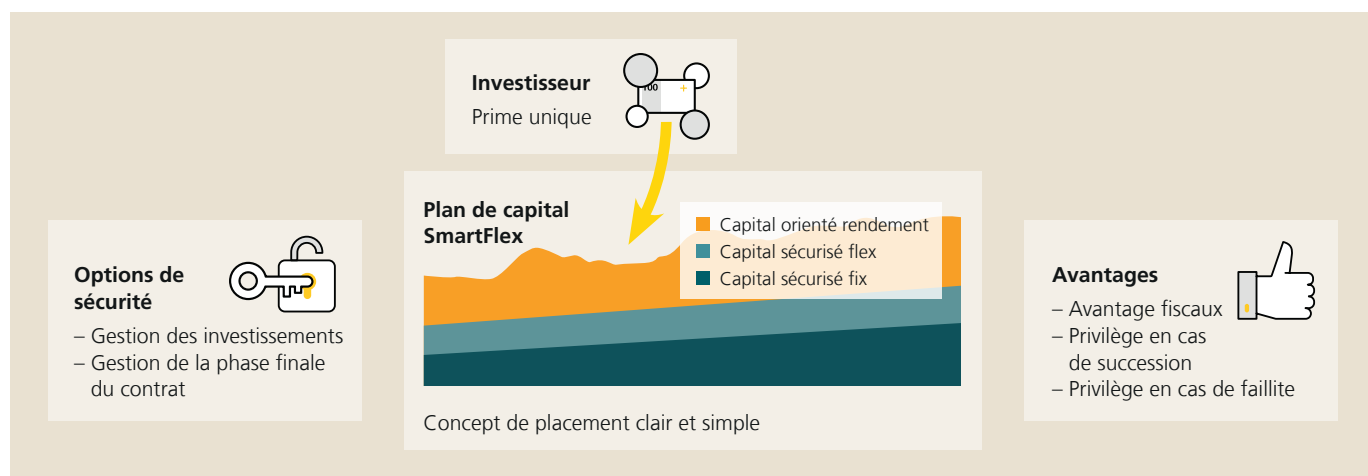 Investisseur
Prime unique
100 +
Plan de capital
SmartFlex
Capital orienté rendement
Capital sécurisé flex
Capital sécurisé fix
Concept de placement clair et simple
Options de
sécurité
– Gestion des investissements
– Gestion de la phase finale
du contrat
Avantages
– Avantage fiscaux
– Privilège en cas
de succession
– Privilège en cas de faillite